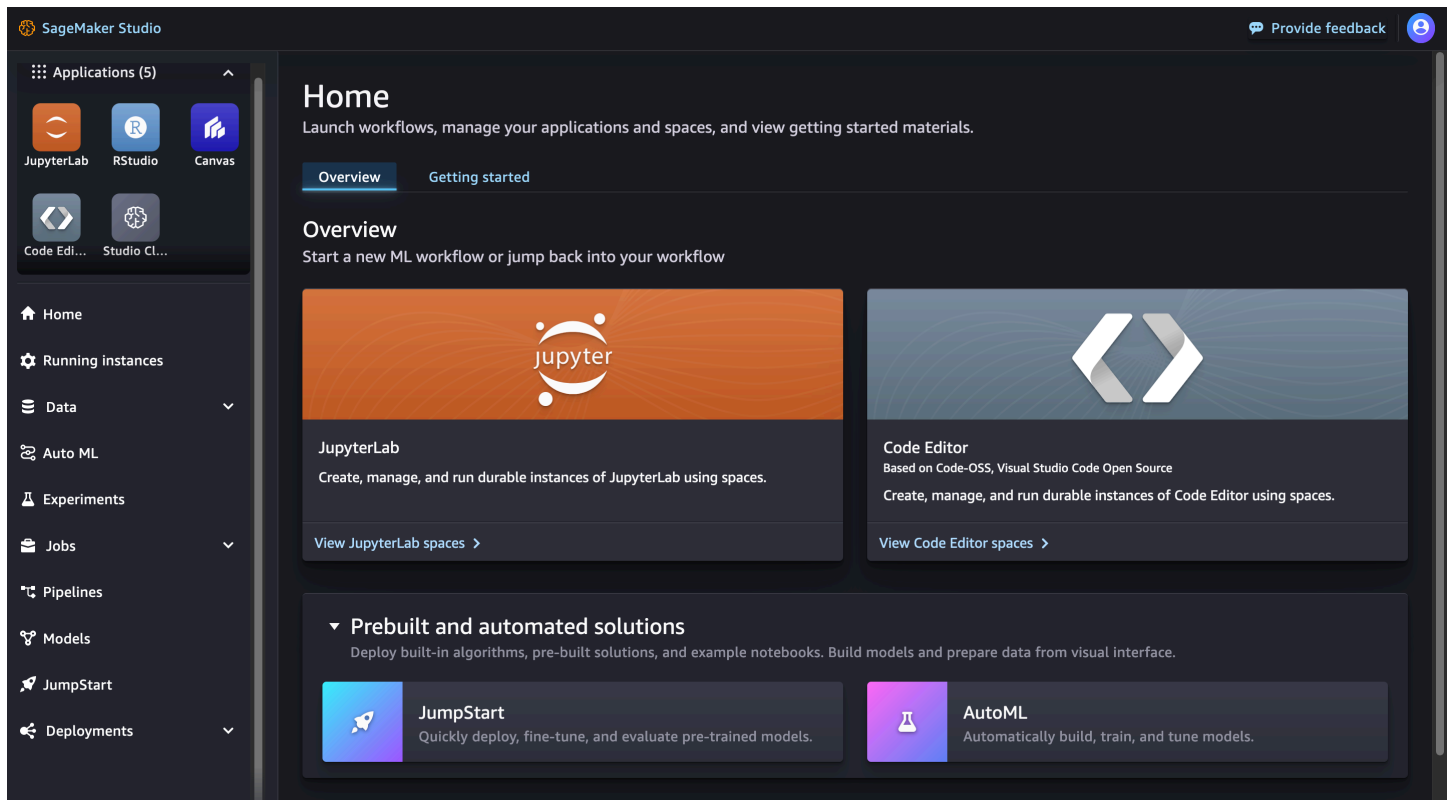 SageMaker Studio
Provide feedback
Applications (5)
JupyterLab
RStudio
R
Canvas
Code Edi...
Studio Cl...
Home
Running instances
Data
Auto ML
Experiments
Jobs
Pipelines
Models
JumpStart
Deployments
Home
Launch workflows, manage your applications and spaces, and view getting started materials.
Overview
Getting started
Overview
Start a new ML workflow or jump back into your workflow
jupyter
JupyterLab
Create, manage, and run durable instances of JupyterLab using spaces.
View JupyterLab spaces
Code Editor
Based on Code-OSS, Visual Studio Code Open Source
Create, manage, and run durable instances of Code Editor using spaces.
View Code Editor spaces
Prebuilt and automated solutions
Deploy built-in algorithms, pre-built solutions, and example notebooks. Build models and prepare data from visual interface.
JumpStart
Quickly deploy, fine-tune, and evaluate pre-trained models.
AutoML
Automatically build, train, and tune models.